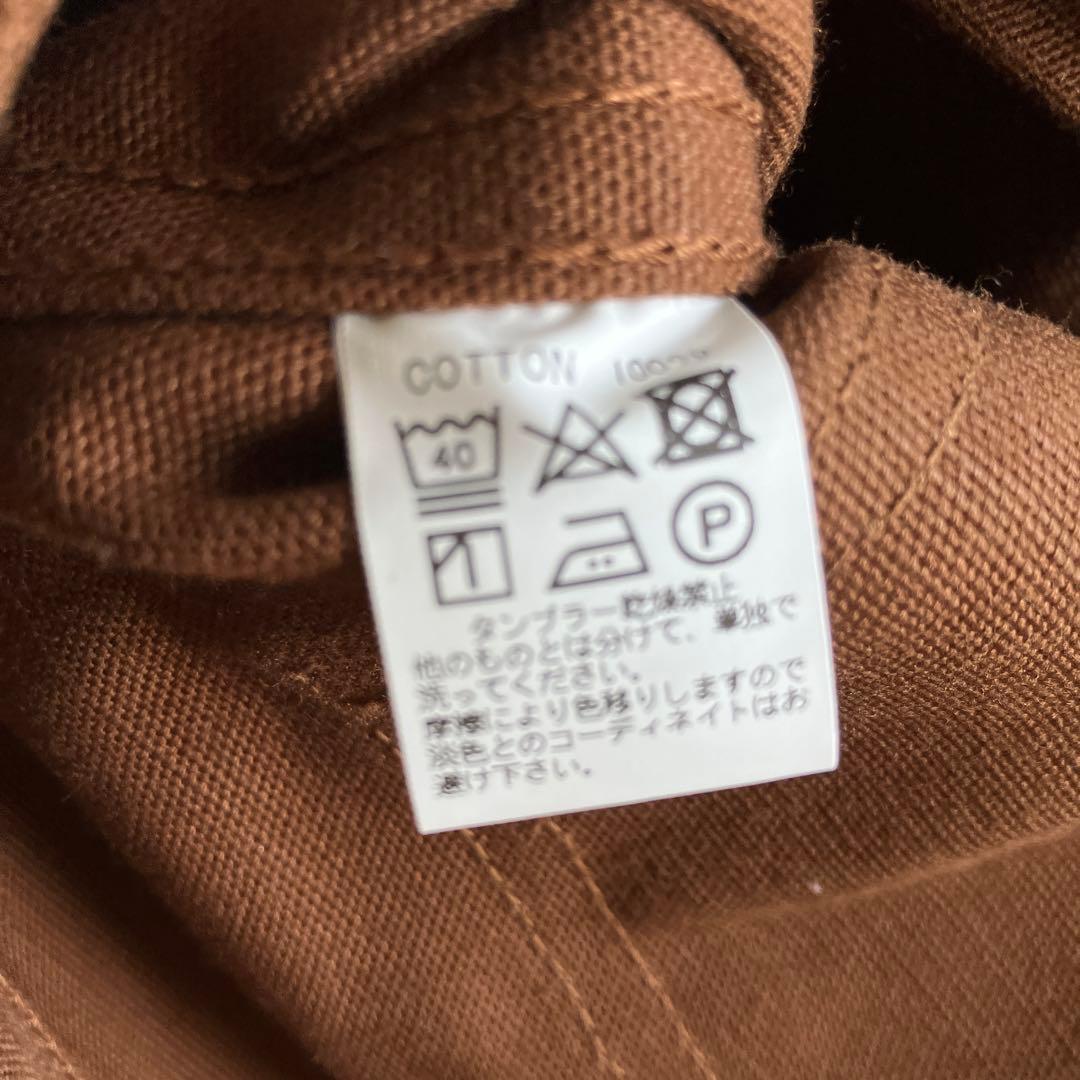 COTTON 100%
40
P
タンブラー乾燥禁止
他のものとは分けて、単独で
洗ってください。
摩擦により色移りしますので
淡色とのコーディネイトはお
避け下さい。